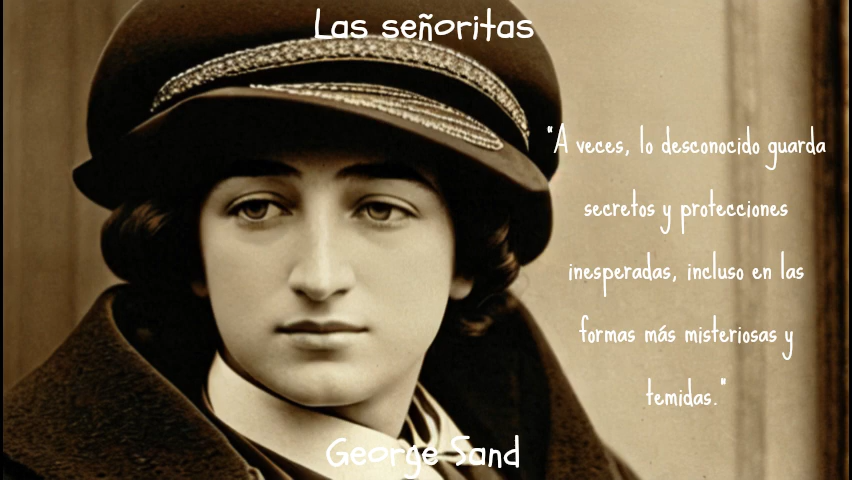 Las señoritas
"A veces, lo desconocido guarda
secretos y protecciones
inesperadas, incluso en las
formas más misteriosas y
temidas."
George Sand